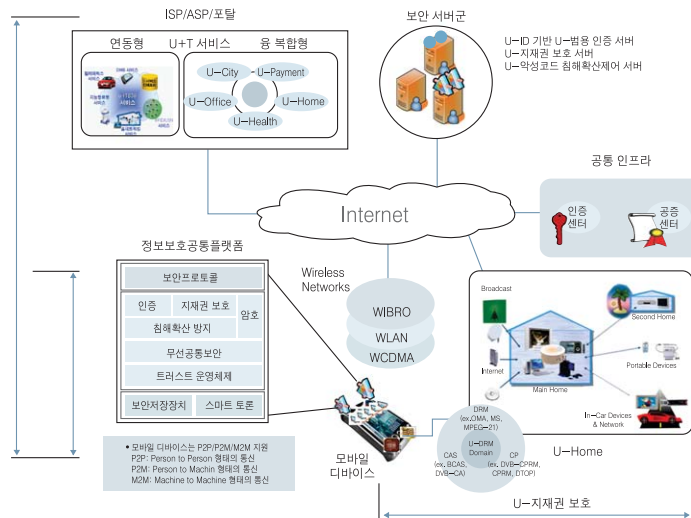 ISP/ASP/포탈
연동형 U+T 서비스 융 복합형
서비스
U-City
U-Payment
U-Office
U-Home
U-Health
보안 서버군
U-ID 기반 U-범용 인증 서버
U-지재권 보호 서버
U-악성코드 침해확산제어 서버
공통 인프라
인증
센터
공증
센터
Internet
정보보호공통플랫폼
보안프로토콜
인증
지재권 보호
암호
침해확산 방지
무선공통보안
트러스트 운영체제
보안저장장치
스마트 토론
Wireless
Networks
WIBRO
WLAN
WCDMA
Broadcast
Second Home
Internet
Main Home
Portable Devices
In-Car Devices
& Network
U-Home
DRM
(ex.OMA, MS,
MPEG-21)
U-DRM
Domain
CAS
(ex. BCAS,
DVB-CA)
CP
(ex. DVB-CPRM,
CPRM, DTOP)
모바일
디바이스
• 모바일 디바이스는 P2P/P2M/M2M 지원
P2P: Person to Person 형태의 통신
P2M: Person to Machin 형태의 통신
M2M: Machine to Machine 형태의 통신
U-지재권 보호